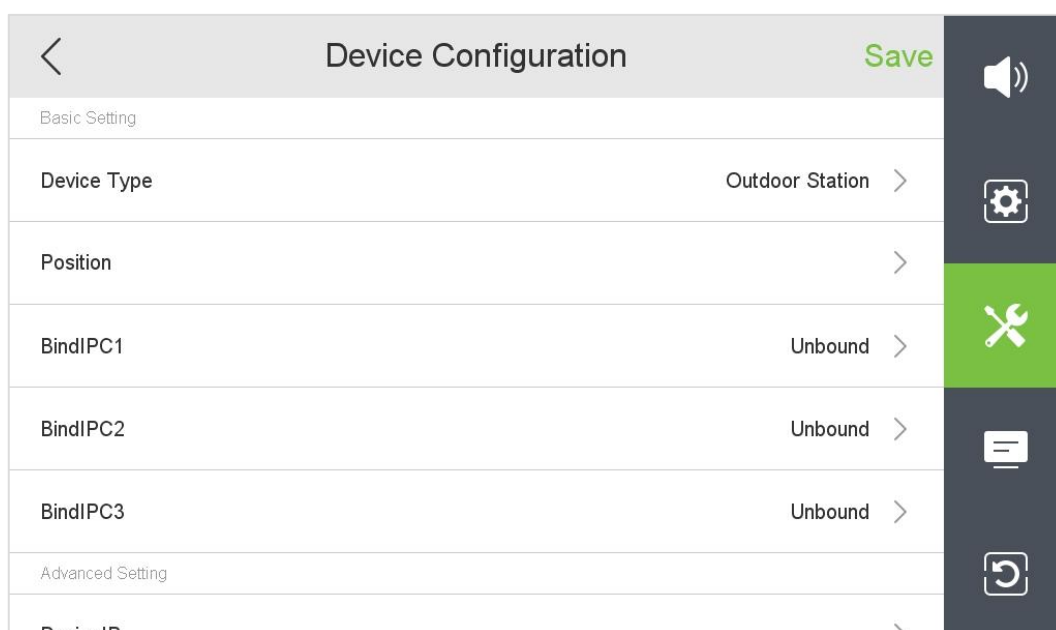 Device Configuration Save
Basic Setting
Device Type Outdoor Station
Position
BindIPC1 Unbound
BindIPC2 Unbound
BindIPC3 Unbound
Advanced Setting